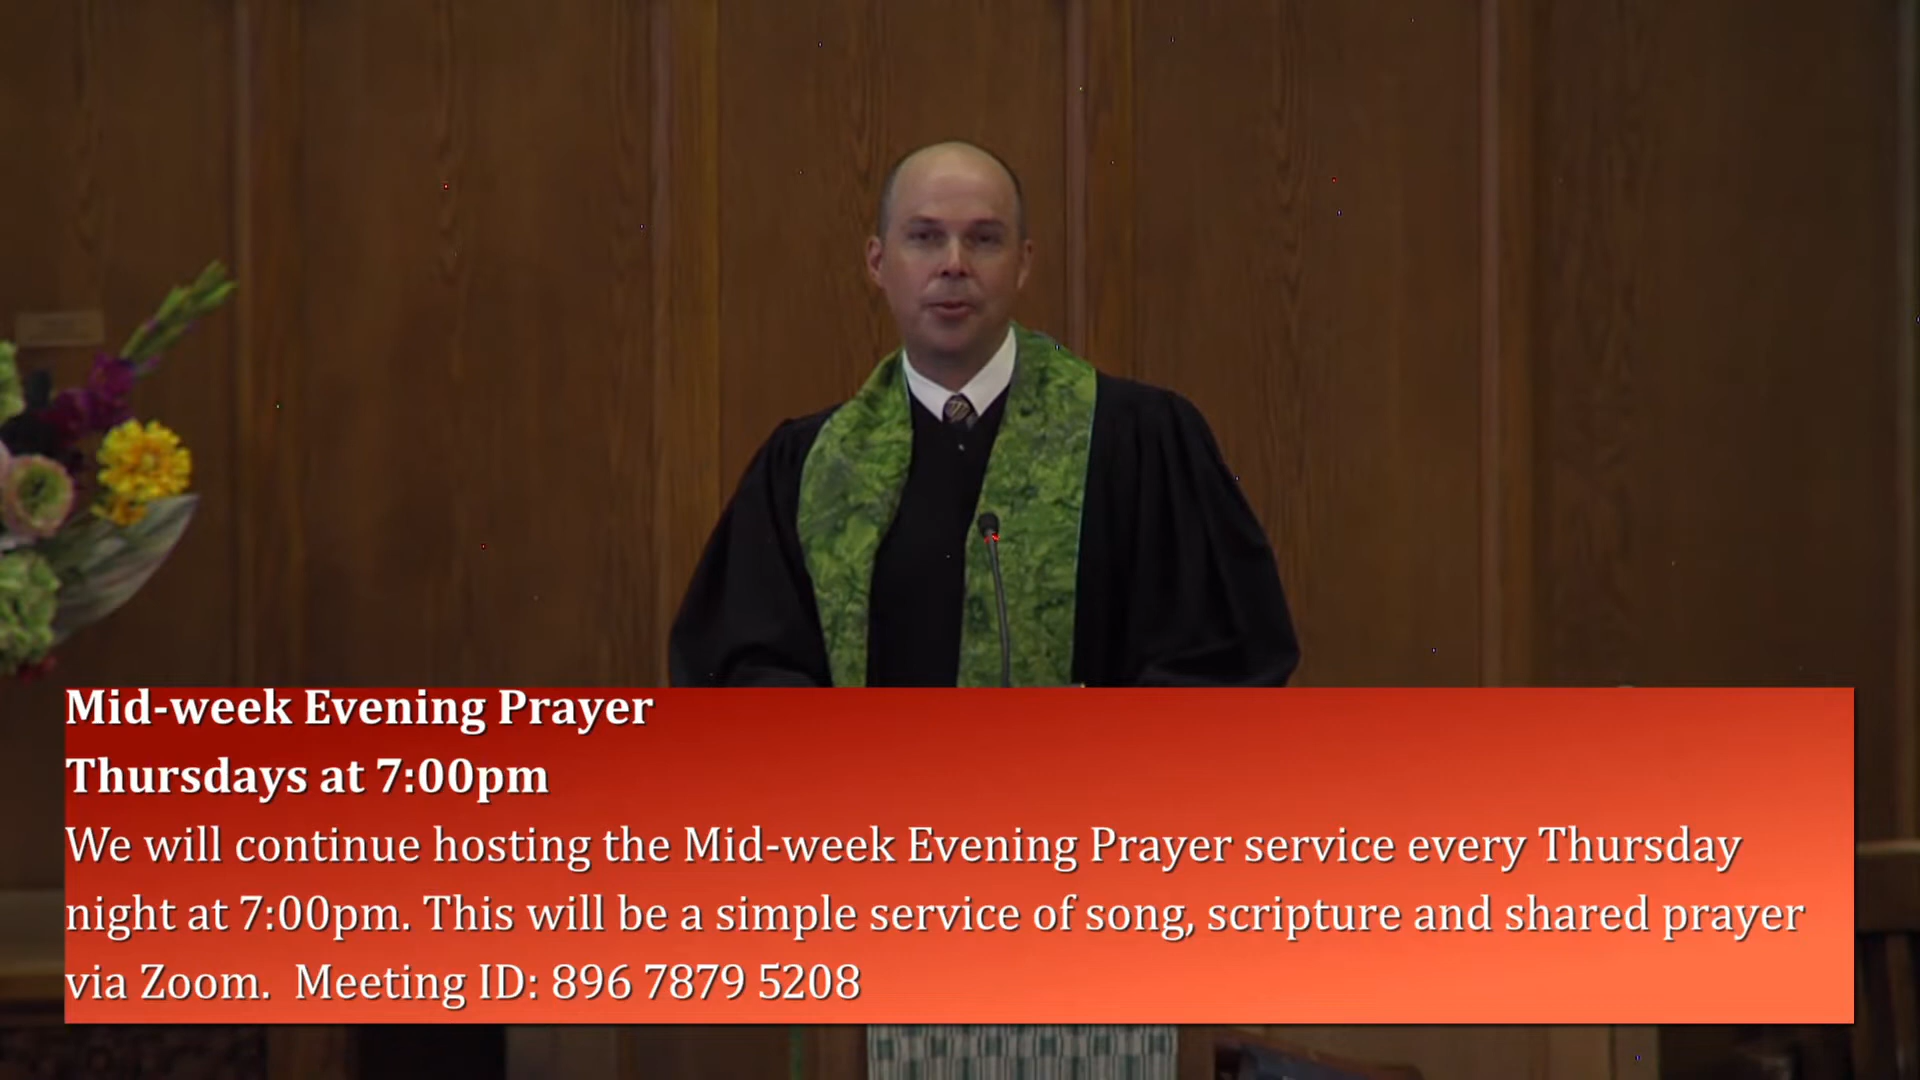 Mid-week Evening Prayer
Thursdays at 7:00pm
We will continue hosting the Mid-week Evening Prayer service every Thursday
night at 7:00pm. This will be a simple service of song, scripture and shared prayer
via Zoom.  Meeting ID: 896 7879 5208